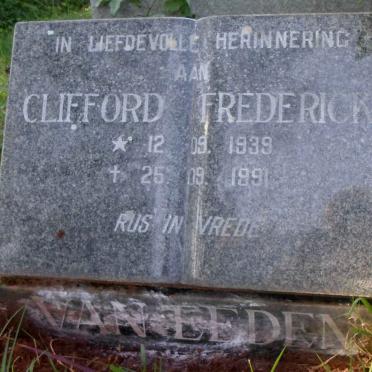 IN LIEFDEVOLLE HERINNERING
AAN
CLIFFORD FREDERICK
★ 12 09. 1939
✝ 25 09. 1991
RUS IN VREDE
VAN EEDEN